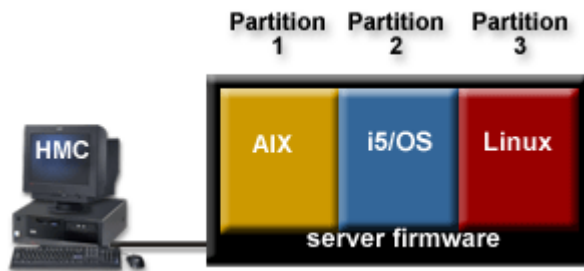 Partition Partition Partition
1 2 3
HMC
AIX i5/OS Linux
server firmware